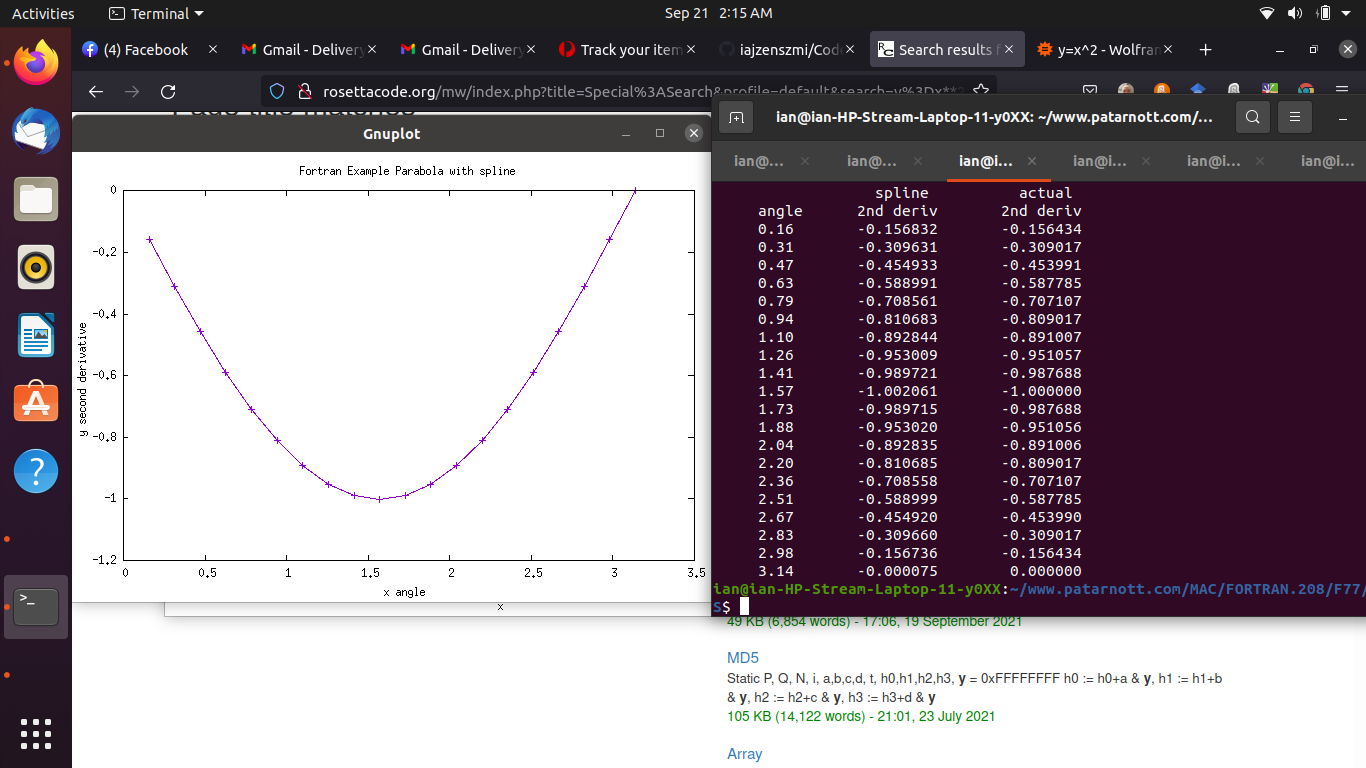 Activities
Terminal
Sep 21 2:15 AM
(4) Facebook
Gmail - Delivery
Gmail - Delivery
Track your item
iajzenszmi/Code
Search results f
y=x^2 - Wolfran
rosettacode.org/mw/index.php?title=Special%3ASearch&profile=default&search=y%3Dx**2
Gnuplot
Fortran Example Parabola with spline
0
-0.2
-0.4
-0.6
-0.8
-1
-1.2
y second derivative
0 0.5 1 1.5 2 2.5 3 3.5
x angle
x
ian@ian-HP-Stream-Laptop-11-y0XX: ~/www.patarnott.com/...
ian@... ian@... ian@i... ian@i... ian@i... ian@i...
spline actual
angle 2nd deriv 2nd deriv
0.16 -0.156832 -0.156434
0.31 -0.309631 -0.309017
0.47 -0.454933 -0.453991
0.63 -0.588991 -0.587785
0.79 -0.708561 -0.707107
0.94 -0.810683 -0.809017
1.10 -0.892844 -0.891007
1.26 -0.953009 -0.951057
1.41 -0.989721 -0.987688
1.57 -1.002061 -1.000000
1.73 -0.989715 -0.987688
1.88 -0.953020 -0.951056
2.04 -0.892835 -0.891006
2.20 -0.810685 -0.809017
2.36 -0.708558 -0.707107
2.51 -0.588999 -0.587785
2.67 -0.454920 -0.453990
2.83 -0.309660 -0.309017
2.98 -0.156736 -0.156434
3.14 -0.000075 0.000000
ian@ian-HP-Stream-Laptop-11-y0XX:~/www.patarnott.com/MAC/FORTRAN.208/F77/
S$
49 KB (6,854 words) - 17:06, 19 September 2021
MD5
Static P, Q, N, i, a,b,c,d, t, h0,h1,h2,h3, y = 0xFFFFFFFF h0 := h0+a & y, h1 := h1+b
& y, h2 := h2+c & y, h3 := h3+d & y
105 KB (14,122 words) - 21:01, 23 July 2021
Array